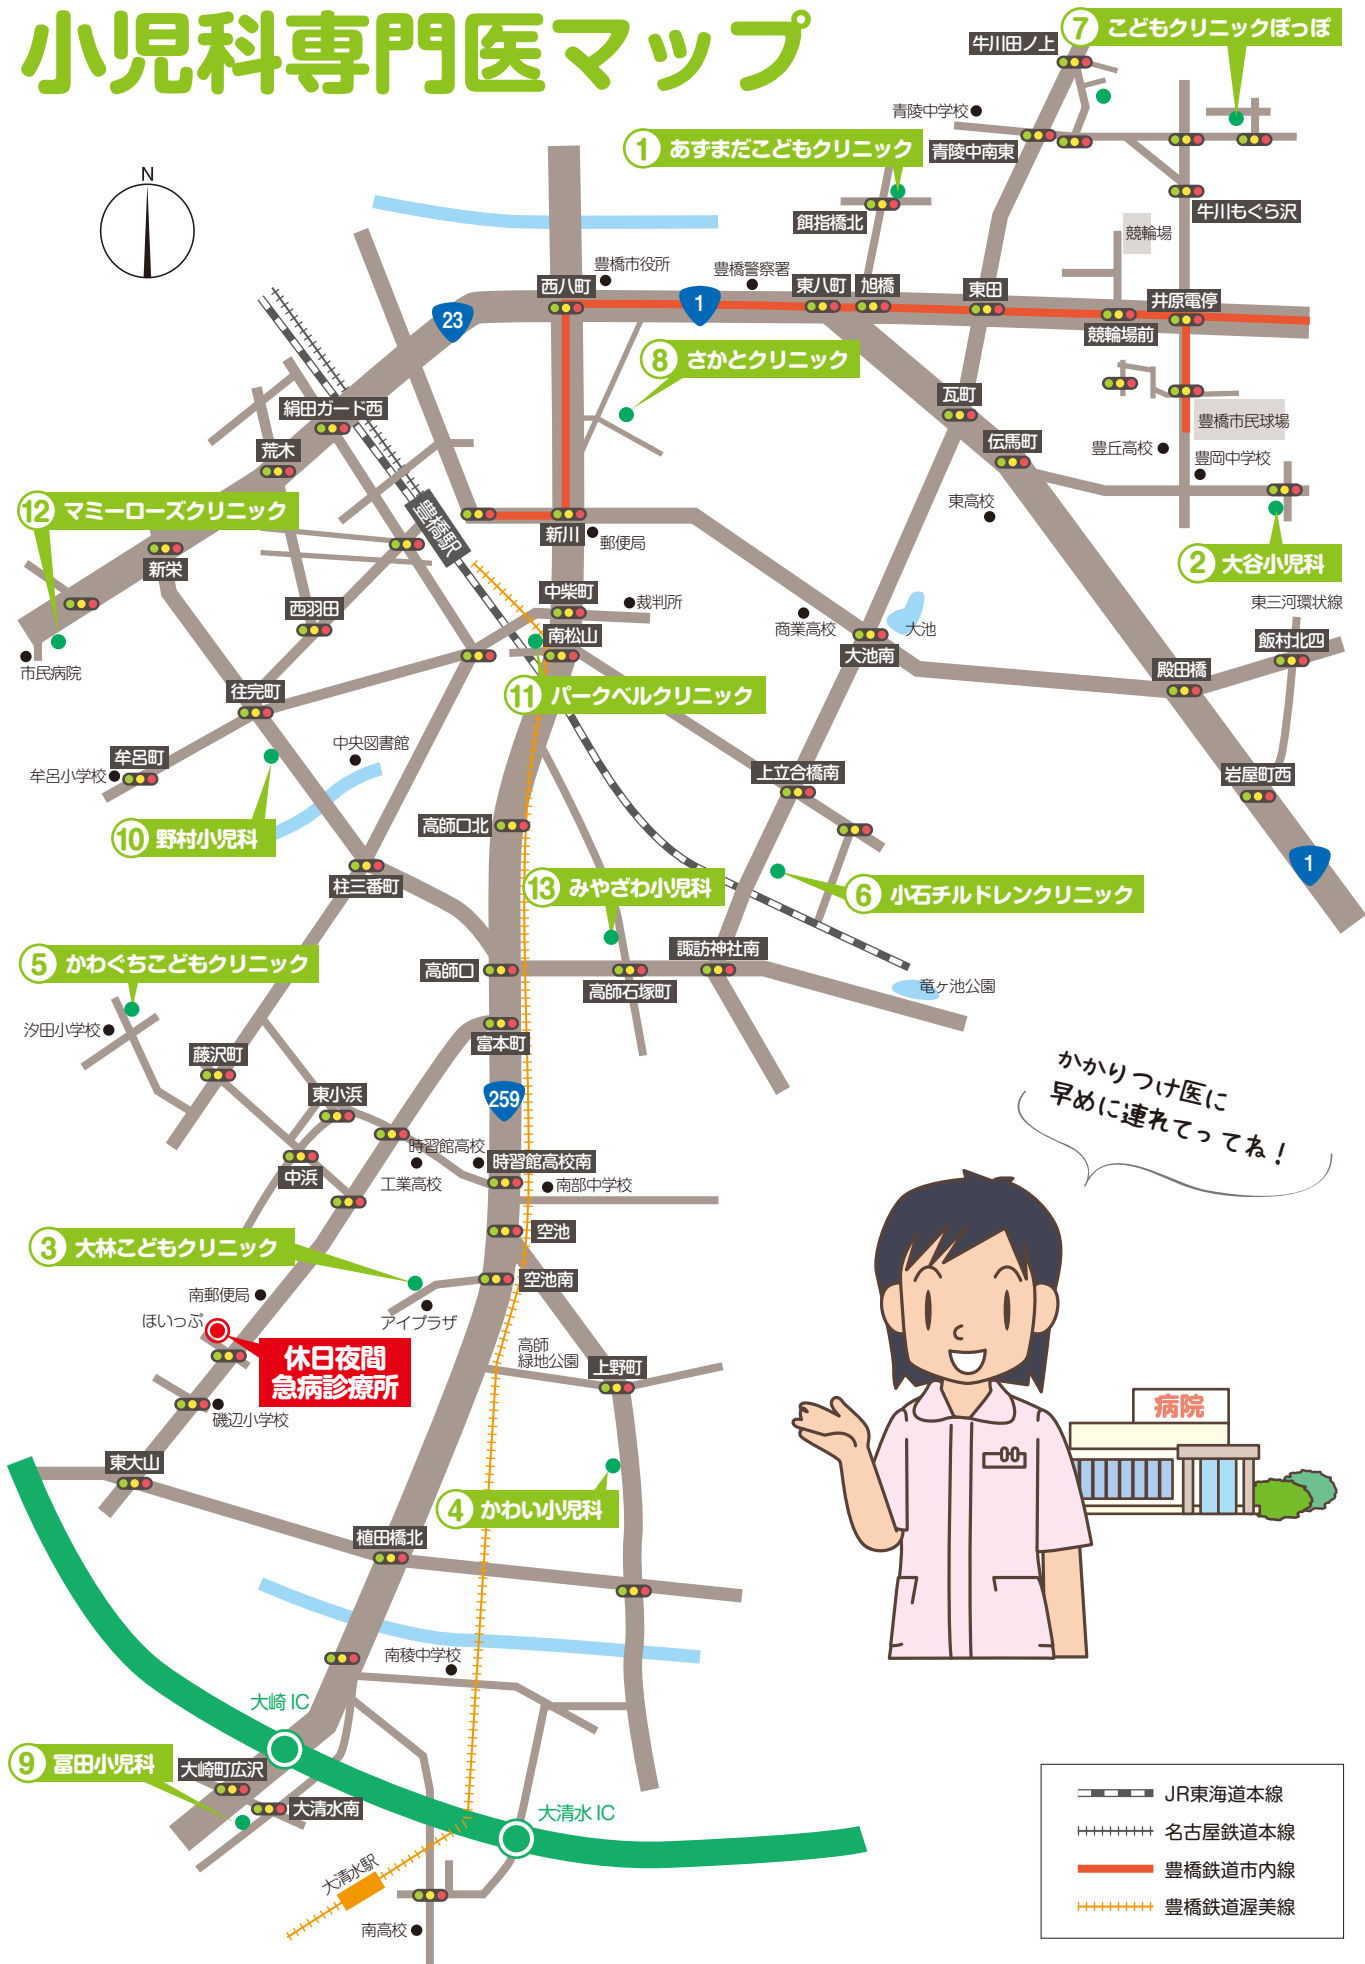 小児科専門医マップ
⑦ こどもクリニックぽっぽ
牛川田ノ上
青陵中学校
① あずまだこどもクリニック
青陵中南東
N
餌指橋北
牛川もぐら沢
競輪場
豊橋市役所
豊橋警察署
西八町
東八町
旭橋
東田
井原電停
23
1
競輪場前
⑧ さかとクリニック
絹田ガード西
瓦町
豊橋市民球場
荒木
伝馬町
豊丘高校
豊岡中学校
⑫ マミーローズクリニック
豊橋駅
東高校
新川
郵便局
新栄
② 大谷小児科
中柴町
裁判所
東三河環状線
西羽田
南松山
商業高校
大池
飯村北四
大池南
市民病院
殿田橋
往完町
⑪ パークベルクリニック
中央図書館
牟呂町
牟呂小学校
上立合橋南
岩屋町西
高師口北
⑩ 野村小児科
1
柱三番町
⑬ みやざわ小児科
⑥ 小石チルドレンクリニック
⑤ かわぐちこどもクリニック
諏訪神社南
高師口
高師石塚町
竜ヶ池公園
汐田小学校
富本町
藤沢町
かかりつけ医に
早めに連れてってね！
東小浜
259
時習館高校
時習館高校南
中浜
工業高校
南部中学校
空池
③ 大林こどもクリニック
空池南
南郵便局
ほいっぷ
アイプラザ
休日夜間
急病診療所
高師
緑地公園
上野町
磯辺小学校
病院
東大山
④ かわい小児科
植田橋北
南稜中学校
大崎IC
⑨ 冨田小児科
大崎町広沢
大清水南
大清水IC
JR東海道本線
名古屋鉄道本線
豊橋鉄道市内線
豊橋鉄道渥美線
大清水駅
南高校